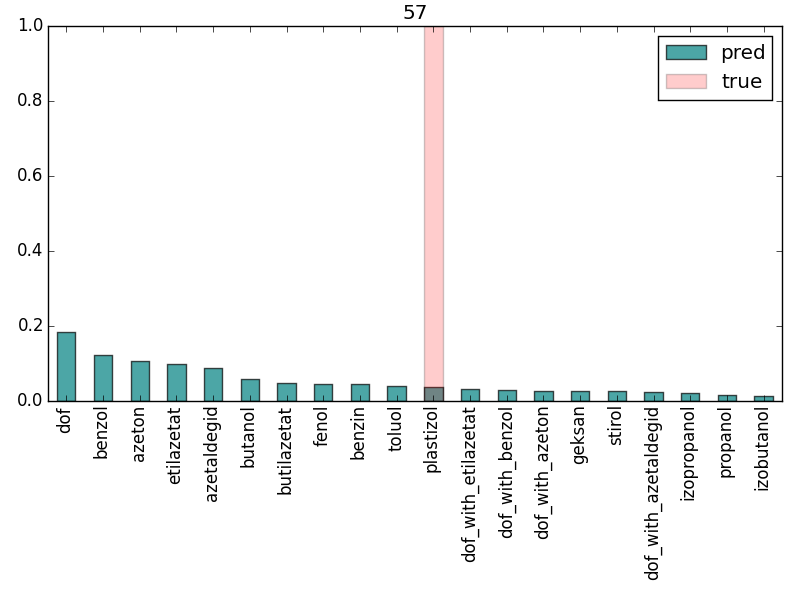 57
1.0
0.8
0.6
0.4
0.2
0.0
pred
true
dof
benzol
azeton
etilazetat
azetaldegid
butanol
butilazetat
fenol
benzin
toluol
plastizol
dof_with_etilazetat
dof_with_benzol
dof_with_azeton
geksan
stirol
dof_with_azetaldegid
izopropanol
propanol
izobutanol